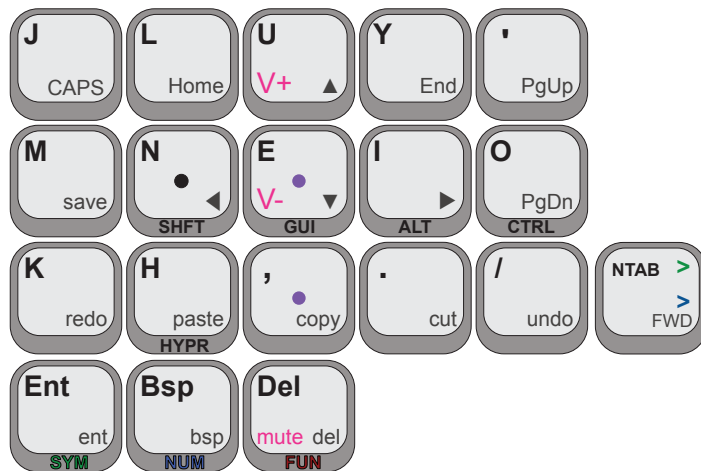 J L U Y '
CAPS Home V+ ▲ End PgUp
M N E I O
save ● ◀ V- ● ▼ ▶ PgDn
SHFT GUI ALT CTRL
K H , . / NTAB >
>
redo paste ● copy cut undo FWD
HYPR
Ent Bsp Del
ent bsp mute del
SYM NUM FUN